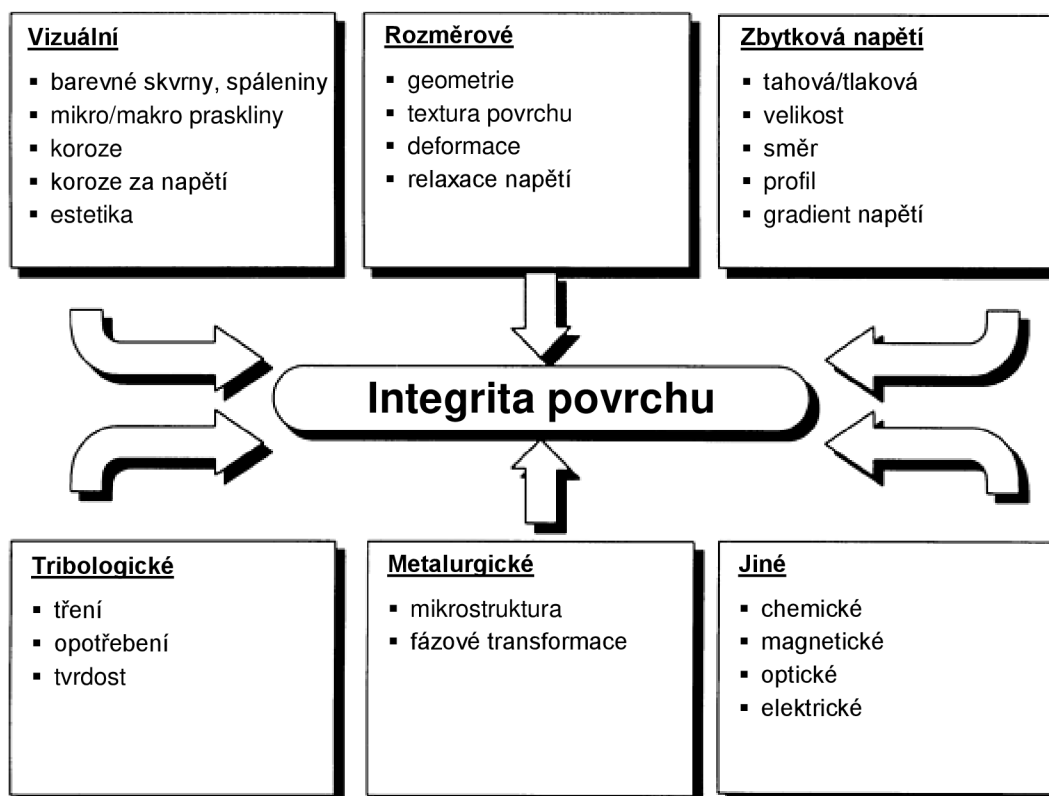 Vizuální
▪ barevné skvrny, spáleniny
▪ mikro/makro praskliny
▪ koroze
▪ koroze za napětí
▪ estetika
Rozměrové
▪ geometrie
▪ textura povrchu
▪ deformace
▪ relaxace napětí
Zbytková napětí
▪ tahová/tlaková
▪ velikost
▪ směr
▪ profil
▪ gradient napětí
Integrita povrchu
Tribologické
▪ tření
▪ opotřebení
▪ tvrdost
Metalurgické
▪ mikrostruktura
▪ fázové transformace
Jiné
▪ chemické
▪ magnetické
▪ optické
▪ elektrické